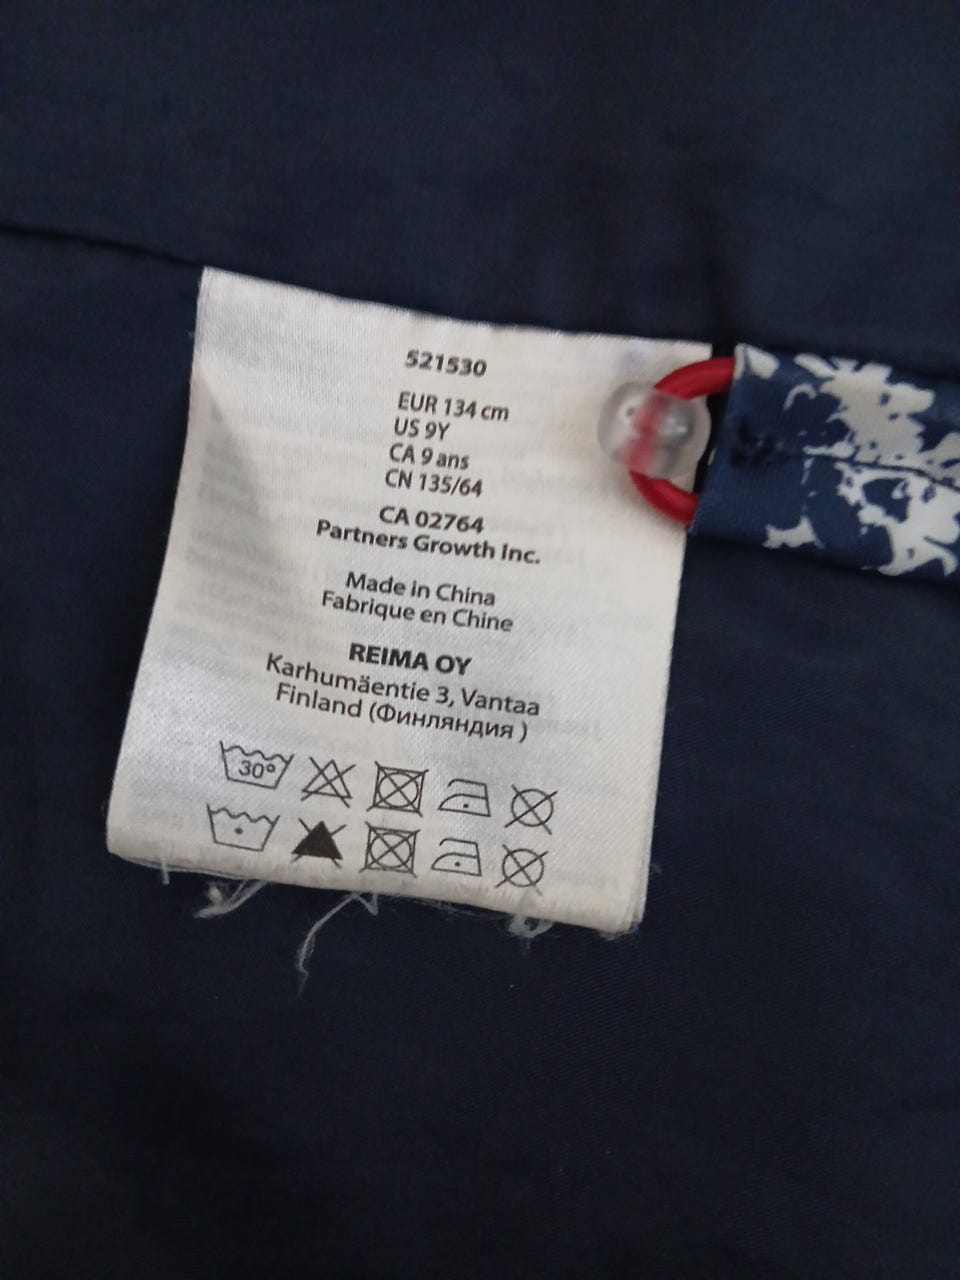 521530
EUR 134 cm
US 9Y
CA 9 ans
CN 135/64
CA 02764
Partners Growth Inc.
Made in China
Fabrique en Chine
REIMA OY
Karhumäentie 3, Vantaa
Finland (Финляндия )
30°